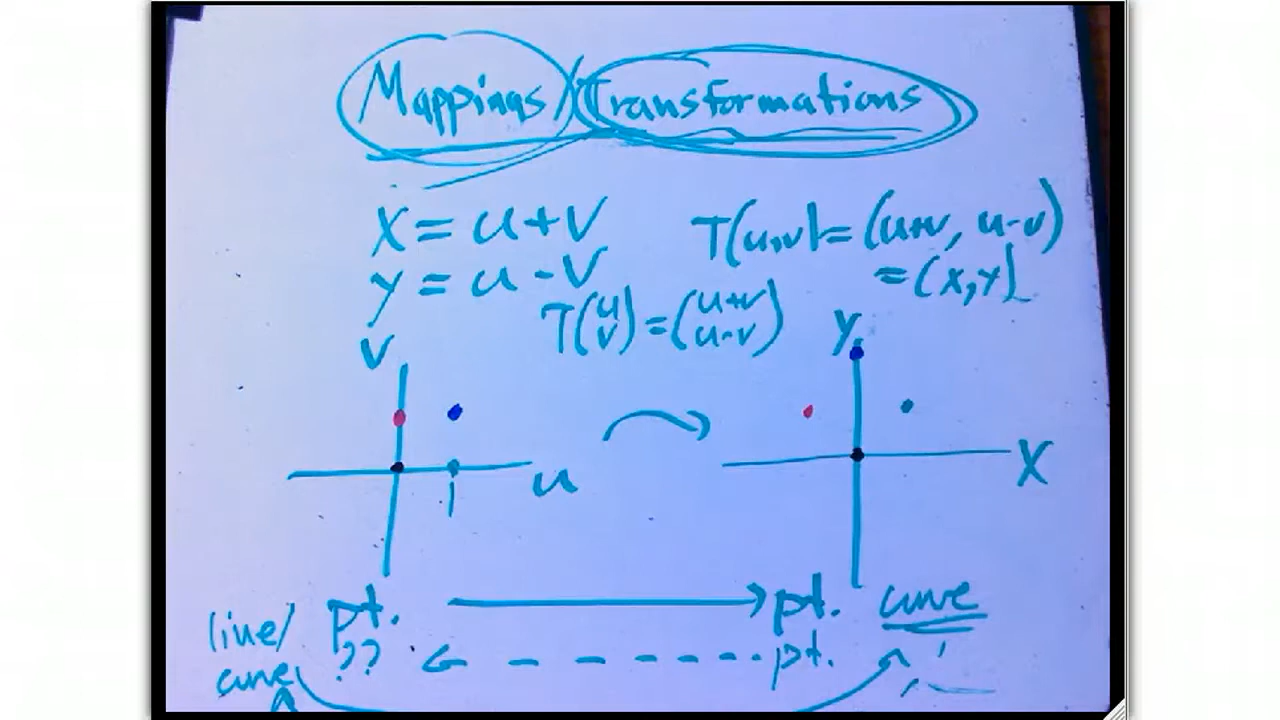 Mappings/Transformations
x = u+v
T(u,v) = (u+v, u-v)
y = u-v
= (x,y)
T(u v) = (u+v u-v)
v
y
u
x
1
pt.
pt.
curve
line/
curve
??
pt.